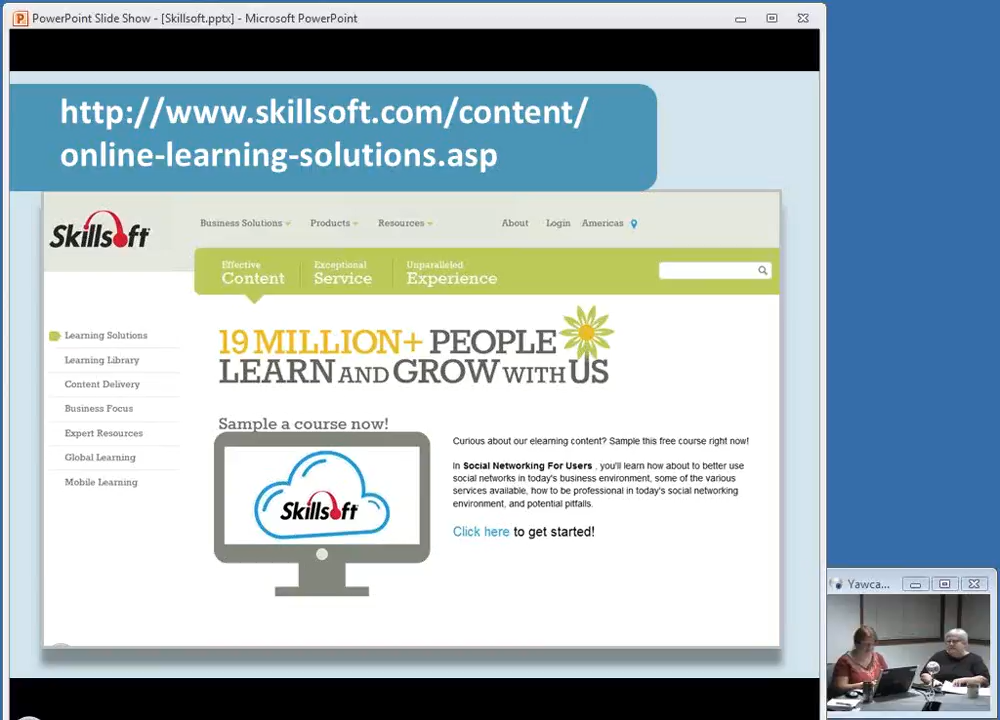 PowerPoint Slide Show - [Skillsoft.pptx] - Microsoft PowerPoint
http://www.skillsoft.com/content/
online-learning-solutions.asp
Skillsoft
Business Solutions Products Resources About Login Americas
Effective Exceptional Unparalleled
Content Service Experience
19 MILLION+ PEOPLE
LEARN AND GROW WITH US
Learning Solutions
Learning Library
Content Delivery
Business Focus
Expert Resources
Global Learning
Mobile Learning
Sample a course now!
Skillsoft
Curious about our elearning content? Sample this free course right now!
In Social Networking For Users , you'll learn how about to better use
social networks in today's business environment, some of the various
services available, how to be professional in today's social networking
environment, and potential pitfalls.
Click here to get started!
Yawca...